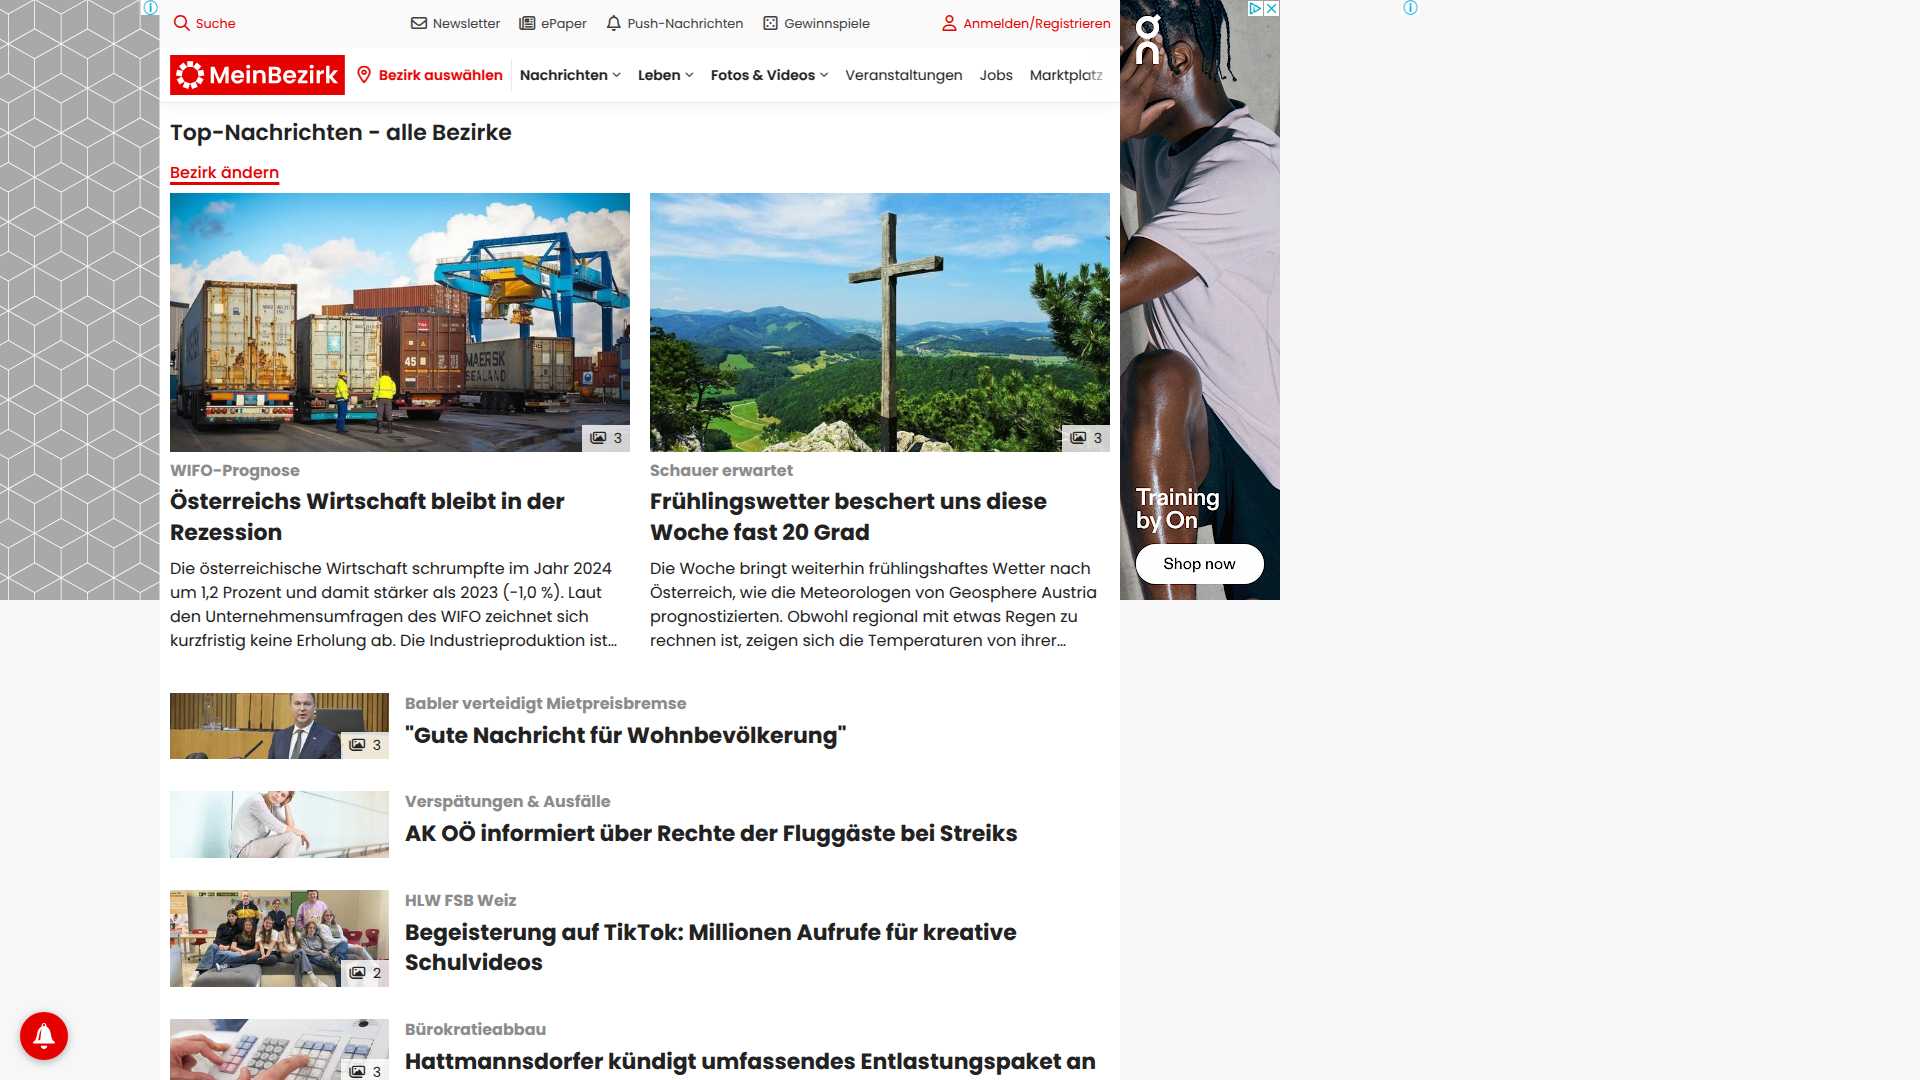 Suche
Newsletter
ePaper
Push-Nachrichten
Gewinnspiele
Anmelden/Registrieren
MeinBezirk
Bezirk auswählen
Nachrichten
Leben
Fotos & Videos
Veranstaltungen
Jobs
Marktplatz
Top-Nachrichten - alle Bezirke
Bezirk ändern
45
MAERSK
SEALAND
3
3
WIFO-Prognose
Österreichs Wirtschaft bleibt in der
Rezession
Die österreichische Wirtschaft schrumpfte im Jahr 2024
um 1,2 Prozent und damit stärker als 2023 (-1,0 %). Laut
den Unternehmensumfragen des WIFO zeichnet sich
kurzfristig keine Erholung ab. Die Industrieproduktion ist...
Schauer erwartet
Frühlingswetter beschert uns diese
Woche fast 20 Grad
Die Woche bringt weiterhin frühlingshaftes Wetter nach
Österreich, wie die Meteorologen von Geosphere Austria
prognostizierten. Obwohl regional mit etwas Regen zu
rechnen ist, zeigen sich die Temperaturen von ihrer...
3
Babler verteidigt Mietpreisbremse
"Gute Nachricht für Wohnbevölkerung"
Verspätungen & Ausfälle
AK OÖ informiert über Rechte der Fluggäste bei Streiks
2
HLW FSB Weiz
Begeisterung auf TikTok: Millionen Aufrufe für kreative
Schulvideos
3
Bürokratieabbau
Hattmannsdorfer kündigt umfassendes Entlastungspaket an
On
Training
by On
Shop now